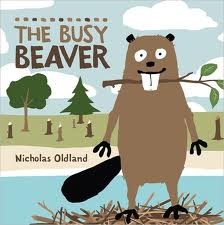 THE BUSY
BEAVER
Nicholas Oldland